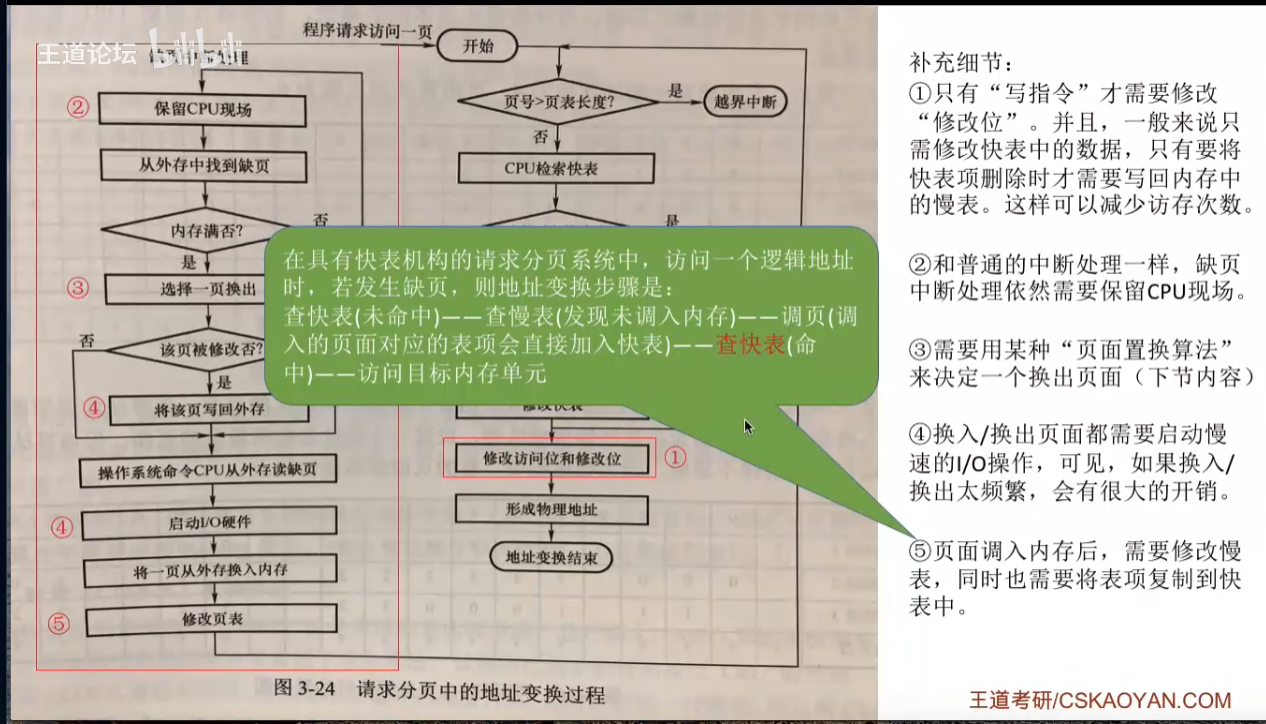 程序请求访问一页
开始
王道论坛
页号>页表长度?
是
越界中断
否
CPU检索快表
是
②
保留CPU现场
从外存中找到缺页
内存满否?
否
是
③
选择一页换出
否
该页被修改否?
是
④
将该页写回外存
操作系统命令CPU从外存读缺页
④
启动I/O硬件
将一页从外存换入内存
⑤
修改页表
在具有快表机构的请求分页系统中，访问一个逻辑地址
时，若发生缺页，则地址变换步骤是：
查快表(未命中)——查慢表(发现未调入内存)——调页(调
入的页面对应的表项会直接加入快表)——查快表(命
中)——访问目标内存单元
修改访问位和修改位
①
形成物理地址
地址变换结束
图 3-24 请求分页中的地址变换过程
补充细节：
①只有“写指令”才需要修改
“修改位”。并且，一般来说只
需修改快表中的数据，只有要将
快表项删除时才需要写回内存中
的慢表。这样可以减少访存次数。
②和普通的中断处理一样，缺页
中断处理依然需要保留CPU现场。
③需要用某种“页面置换算法”
来决定一个换出页面（下节内容）
④换入/换出页面都需要启动慢
速的I/O操作，可见，如果换入/
换出太频繁，会有很大的开销。
⑤页面调入内存后，需要修改慢
表，同时也需要将表项复制到快
表中。
王道考研/CSKAOYAN.COM